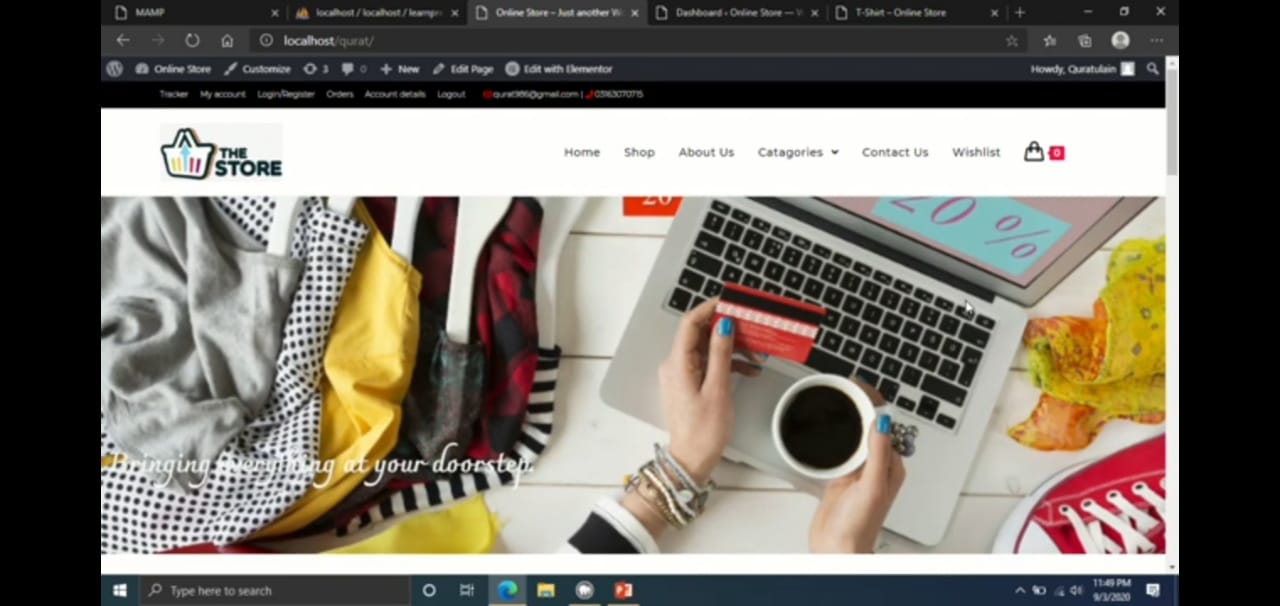 MAMP
localhost / localhost / learnpr
Online Store – Just another W
Dashboard ‹ Online Store — W
T-Shirt – Online Store
localhost/qurat/
Online Store Customize 3 0 New Edit Page Edit with Elementor Howdy, Quratulain
Tracker My account Login/Register Orders Account details Logout qurat986@gmail.com | 03163070715
THE STORE
Home Shop About Us Catagories Contact Us Wishlist 0
20
20 %
Bringing everything at your doorstep.
Type here to search
11:49 PM
9/3/2020